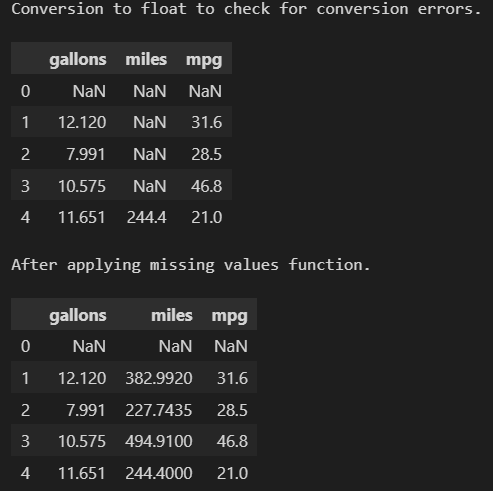 Conversion to float to check for conversion errors.
gallons miles mpg
0 NaN NaN NaN
1 12.120 NaN 31.6
2 7.991 NaN 28.5
3 10.575 NaN 46.8
4 11.651 244.4 21.0
After applying missing values function.
gallons miles mpg
0 NaN NaN NaN
1 12.120 382.9920 31.6
2 7.991 227.7435 28.5
3 10.575 494.9100 46.8
4 11.651 244.4000 21.0